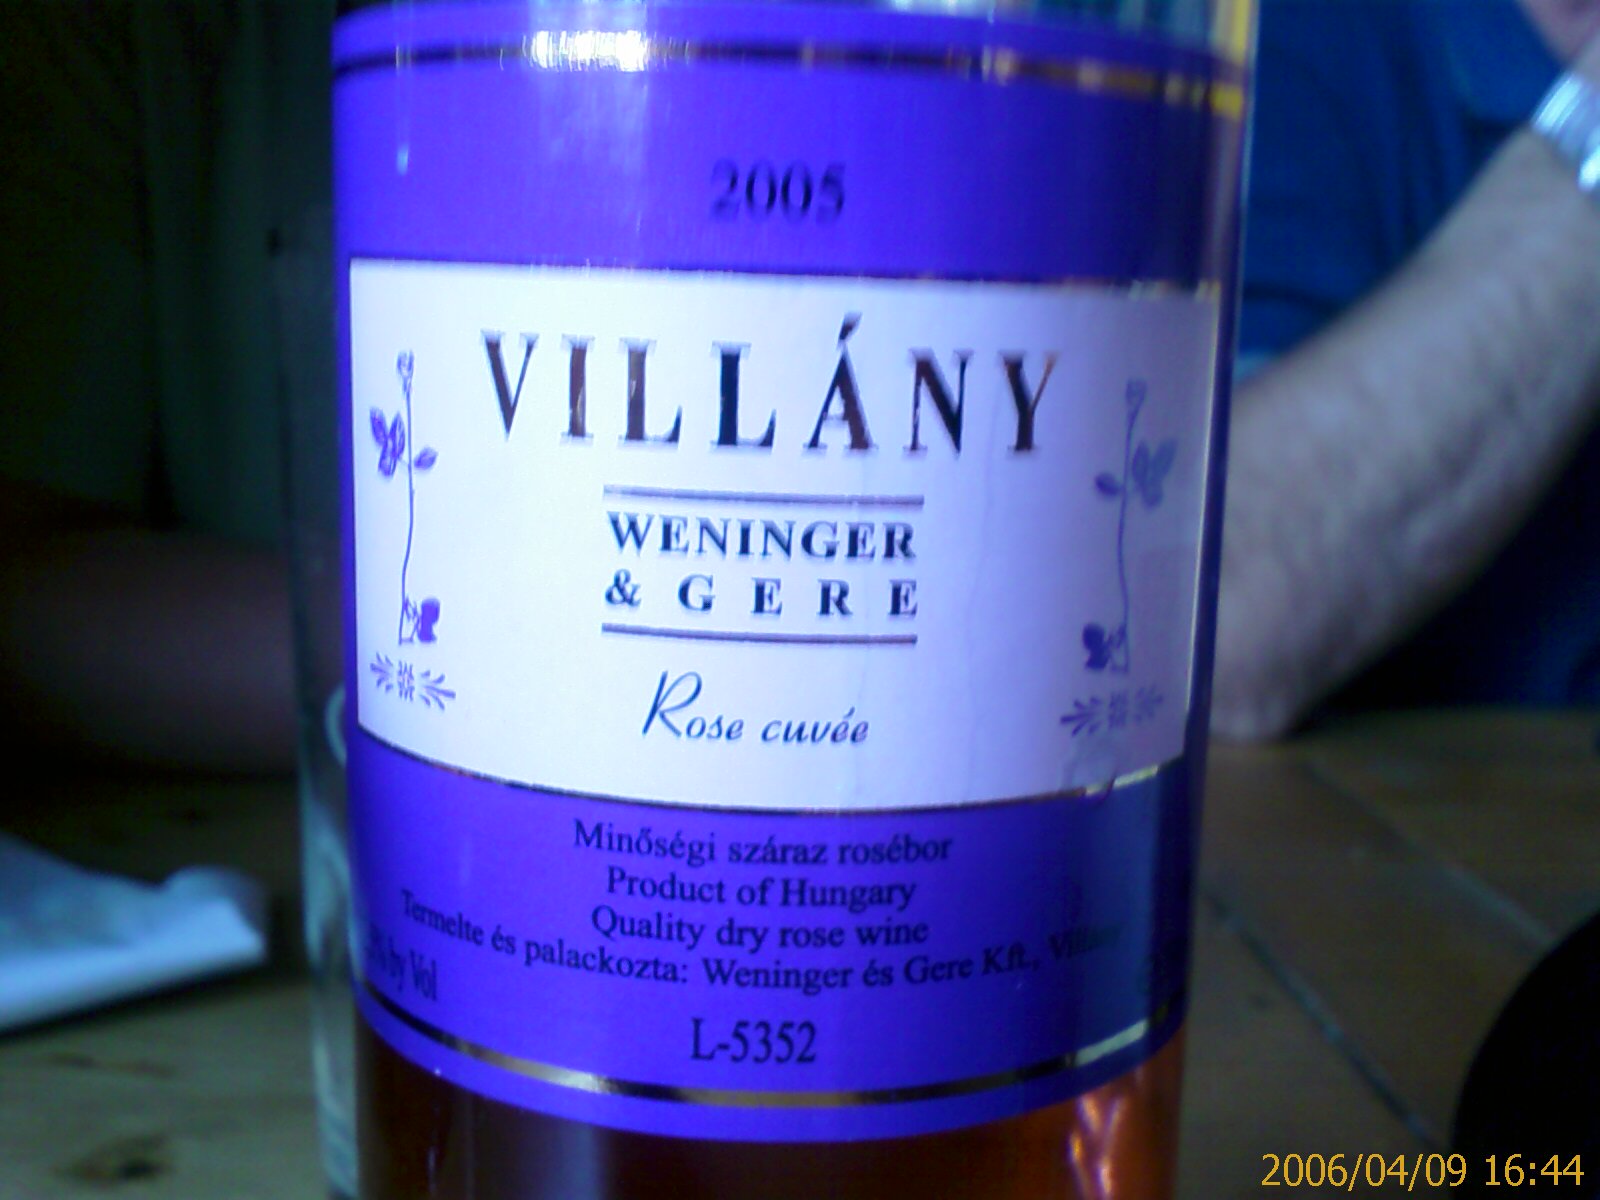 2005
VILLÁNY
WENINGER
& GERE
Rose cuvée
Minőségi száraz rosébor
Product of Hungary
Quality dry rose wine
Termelte és palackozta: Weninger és Gere Kft., Villány
by Vol
L-5352
2006/04/09 16:44